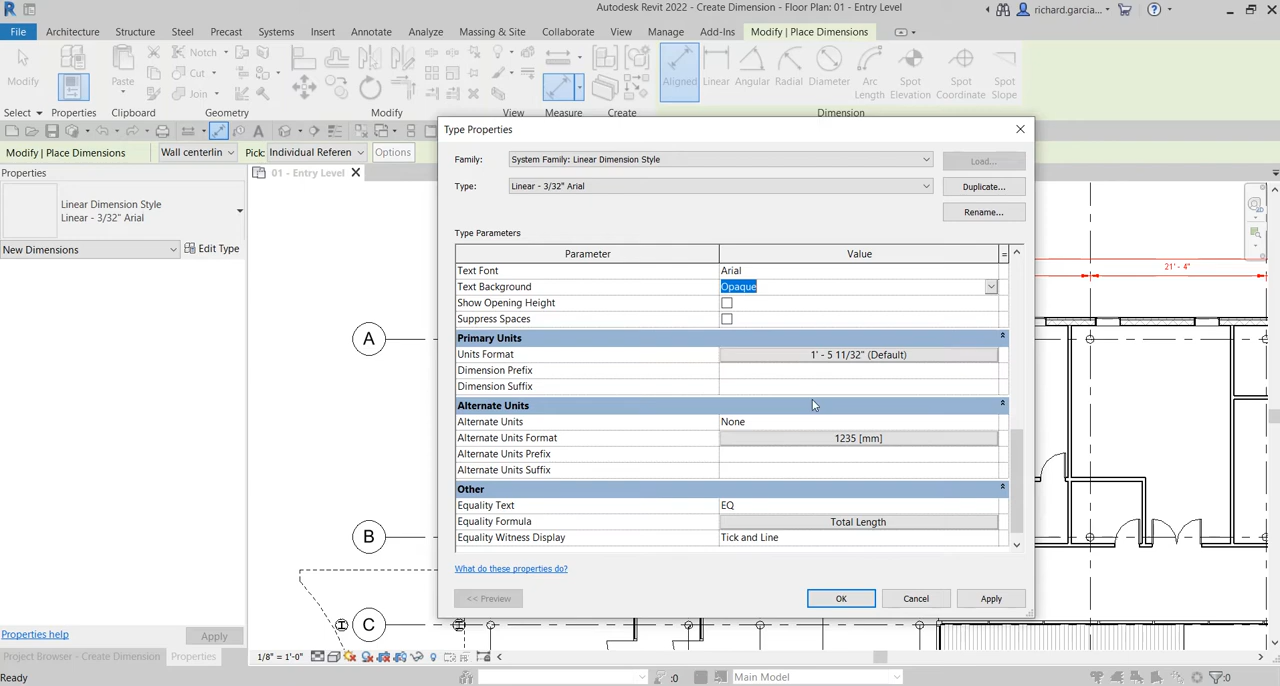 Autodesk Revit 2022 - Create Dimension - Floor Plan: 01 - Entry Level
richard.garcia...
File Architecture Structure Steel Precast Systems Insert Annotate Analyze Massing & Site Collaborate View Manage Add-Ins Modify | Place Dimensions
Modify
Paste
Notch
Cut
Join
Aligned Linear Angular Radial Diameter Arc Length Spot Elevation Spot Coordinate Spot Slope
Select Properties Clipboard Geometry Modify View Measure Create Dimension
Modify | Place Dimensions Wall centerlin Pick: Individual Referen Options
Properties
01 - Entry Level
Linear Dimension Style
Linear - 3/32" Arial
New Dimensions Edit Type
Type Properties
Family: System Family: Linear Dimension Style Load...
Type: Linear - 3/32" Arial Duplicate...
Rename...
Type Parameters
Parameter Value =
Text Font Arial
Text Background Opaque
Show Opening Height
Suppress Spaces
Primary Units
Units Format 1' - 5 11/32" (Default)
Dimension Prefix
Dimension Suffix
Alternate Units
Alternate Units None
Alternate Units Format 1235 [mm]
Alternate Units Prefix
Alternate Units Suffix
Other
Equality Text EQ
Equality Formula Total Length
Equality Witness Display Tick and Line
What do these properties do?
<< Preview OK Cancel Apply
21' - 4"
A
B
C
Properties help Apply
Project Browser - Create Dimension Properties
1/8" = 1'-0"
Ready
:0
Main Model
:0